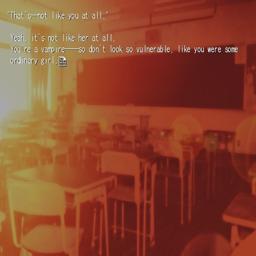 "That's—not like you at all."
Yeah, it's not like her at all.
You're a vampire——so don't look so vulnerable, like you were some
ordinary girl.